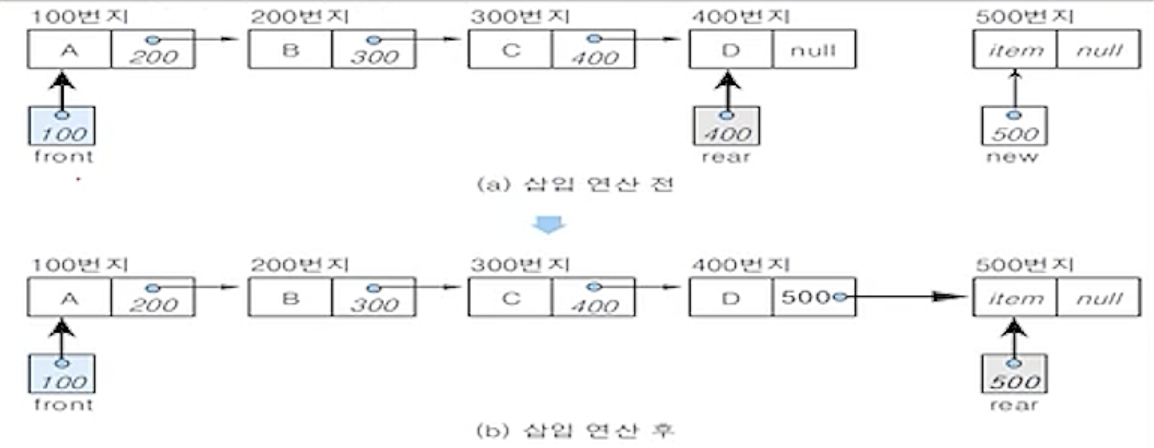 100번지 200번지 300번지 400번지 500번지
A 200 B 300 C 400 D null item null
100 400 500
front rear new
(a) 삽입 연산 전
100번지 200번지 300번지 400번지 500번지
A 200 B 300 C 400 D 500 item null
100 500
front rear
(b) 삽입 연산 후